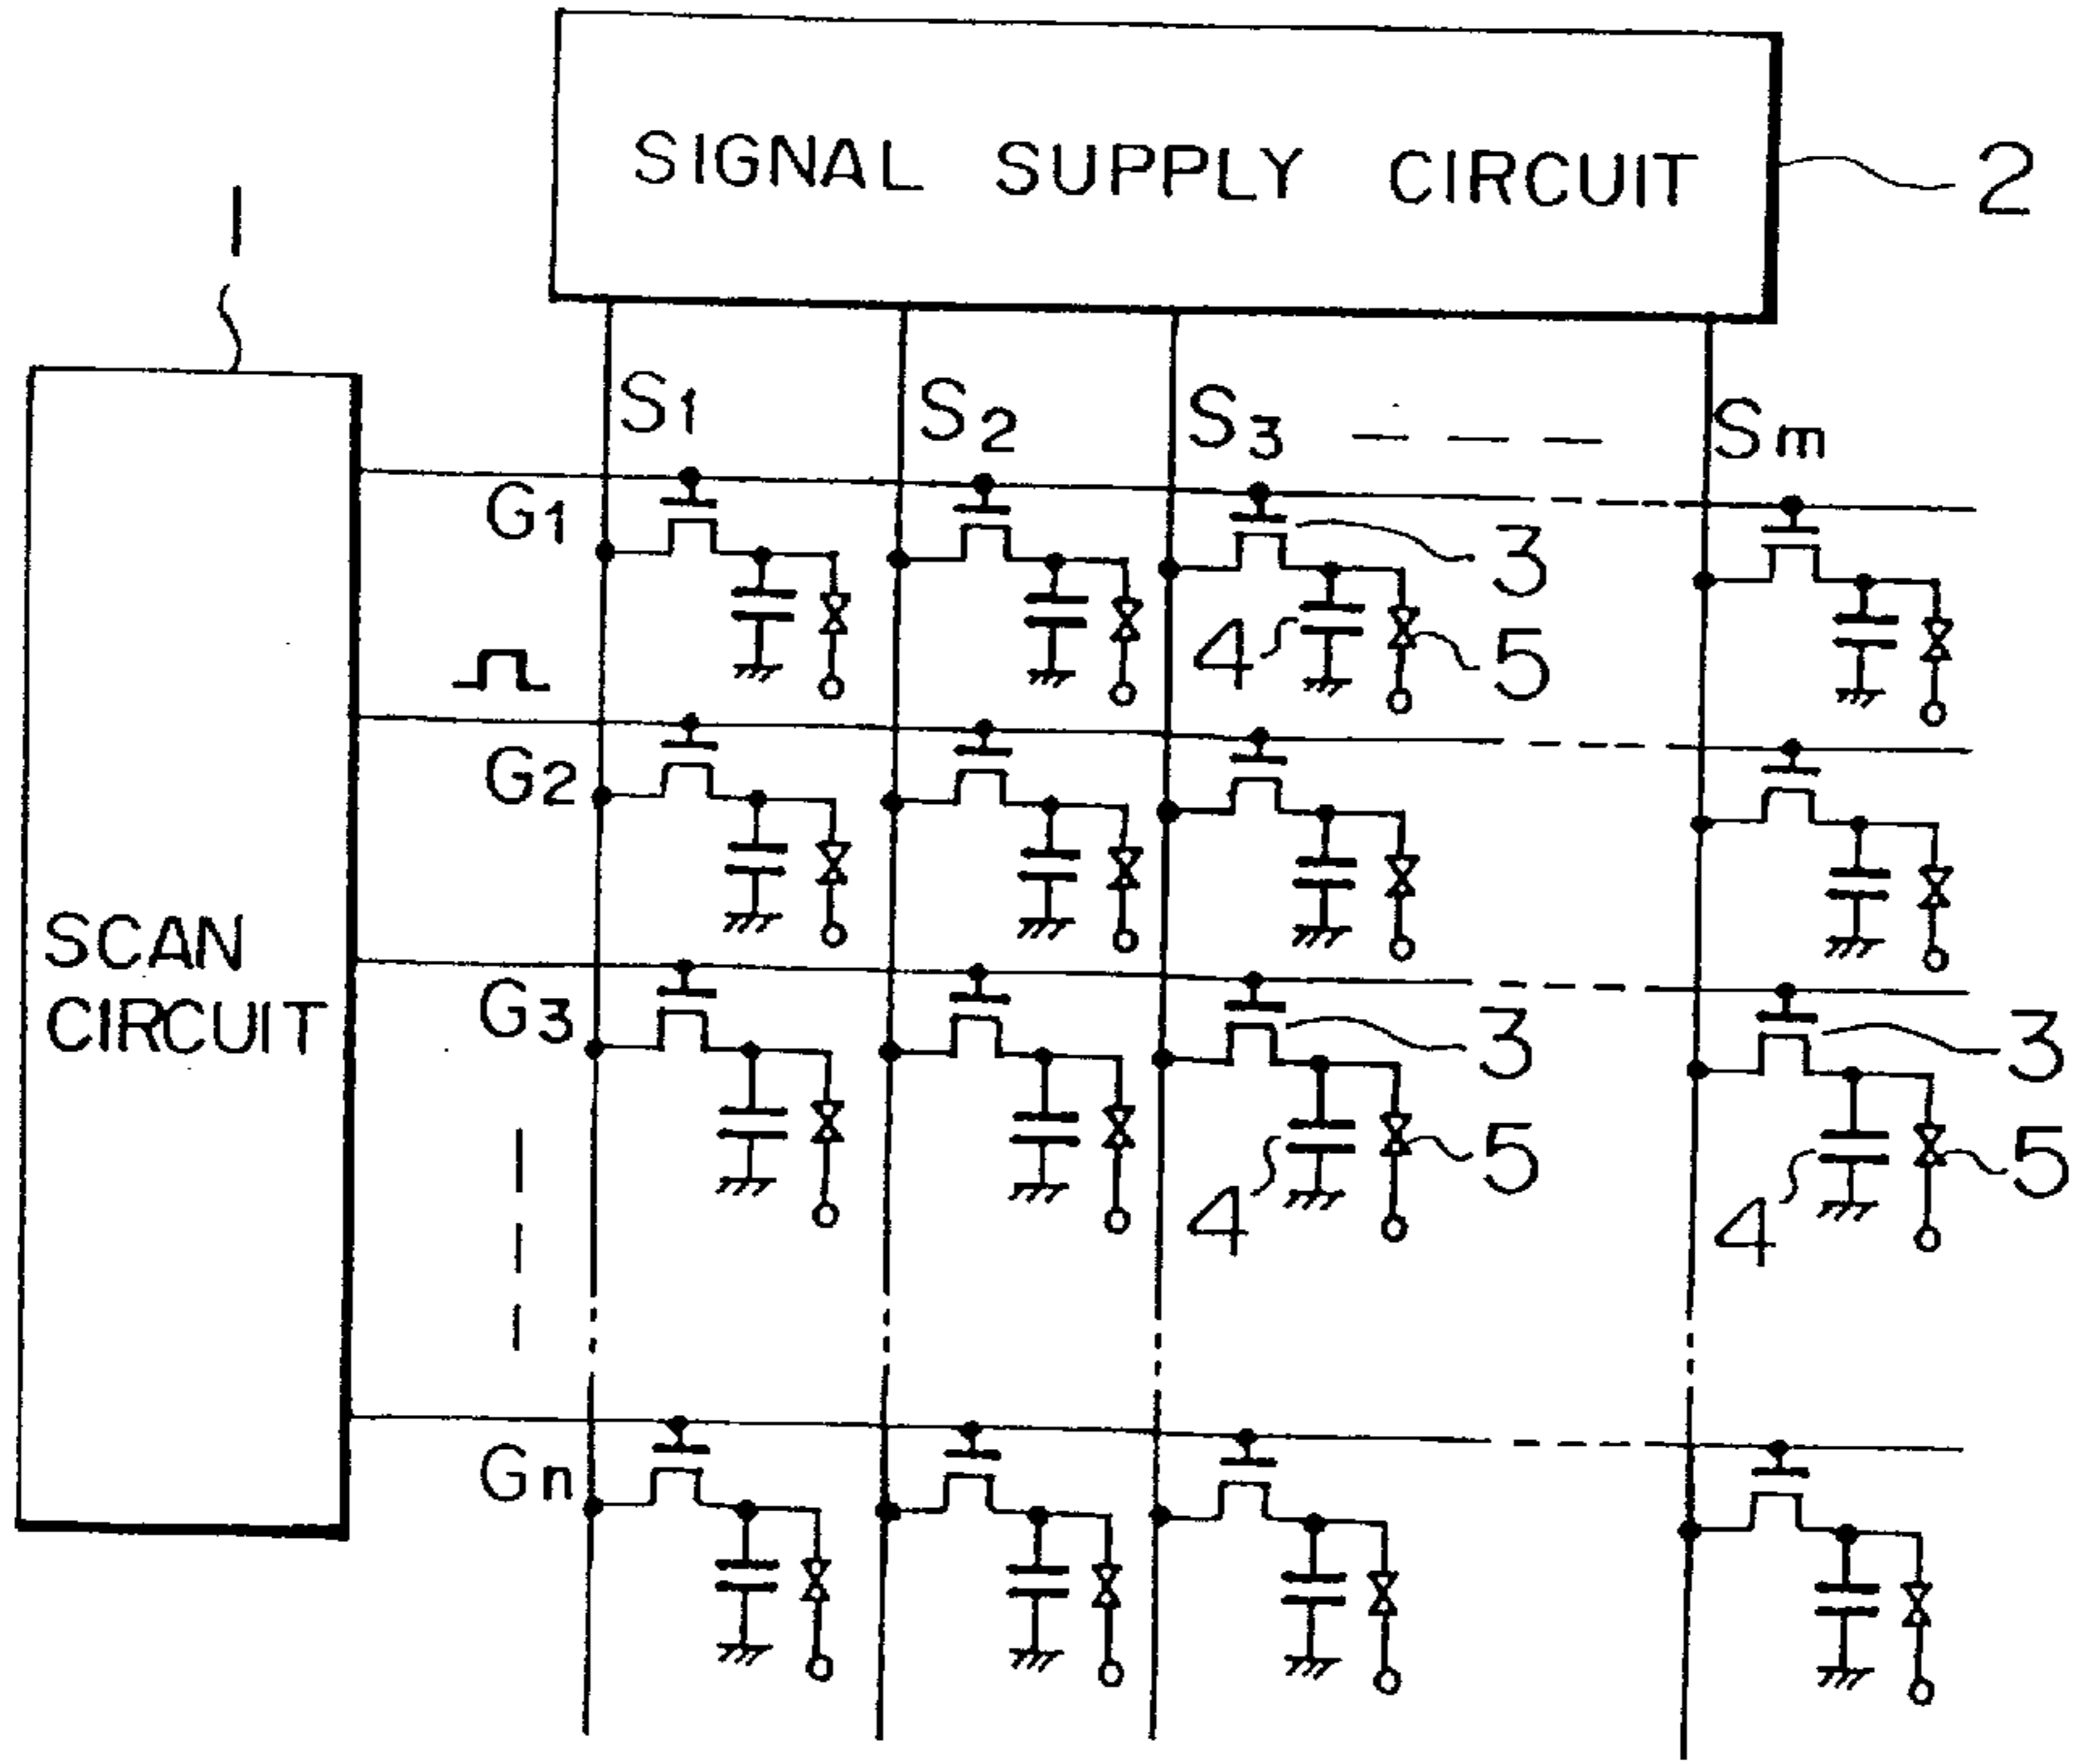 SIGNAL SUPPLY CIRCUIT
2
1
S1 S2 S3 Sm
G1
3
4 5
G2
SCAN
CIRCUIT
G3
3 3
4 5 4 5
Gn